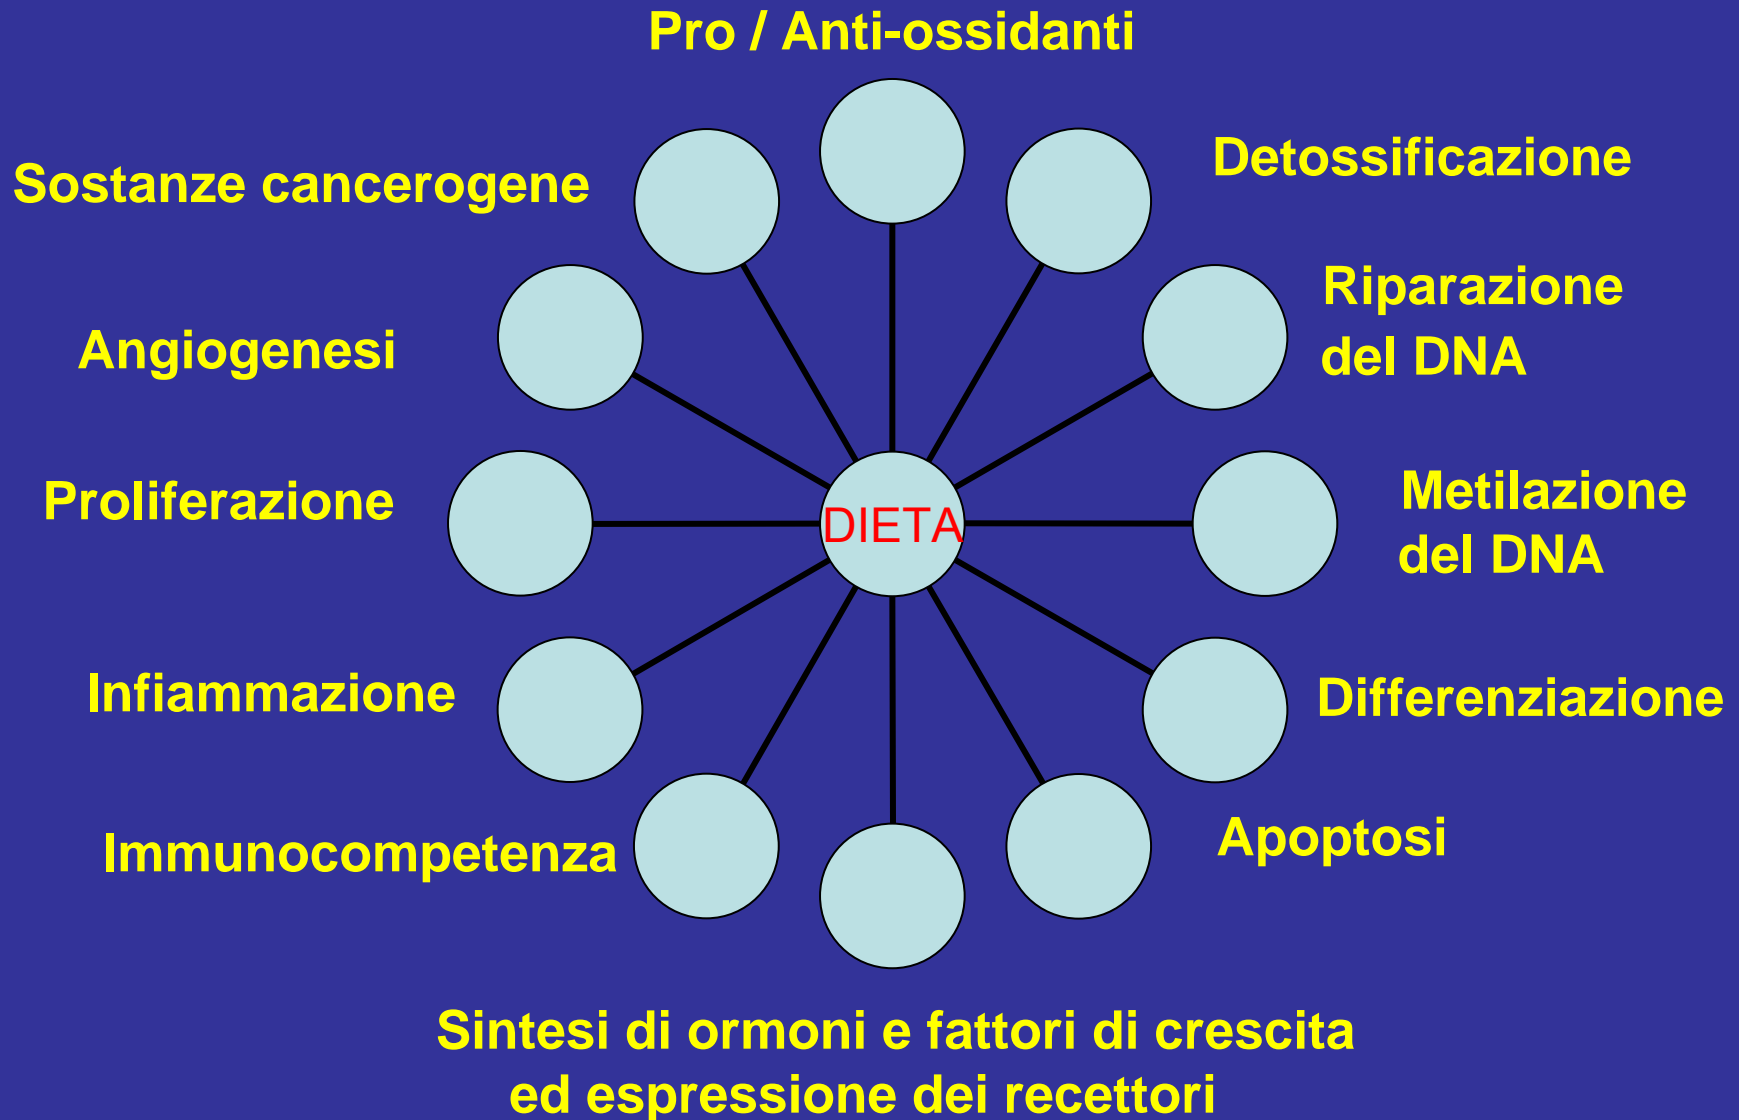 Pro / Anti-ossidanti
Detossificazione
Sostanze cancerogene
Riparazione
del DNA
Angiogenesi
Metilazione
del DNA
Proliferazione
DIETA
Infiammazione
Differenziazione
Apoptosi
Immunocompetenza
Sintesi di ormoni e fattori di crescita
ed espressione dei recettori